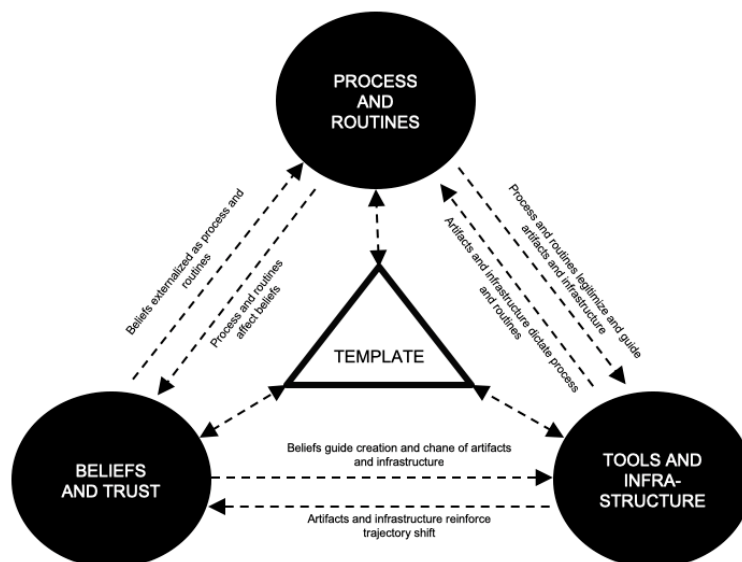 PROCESS
AND
ROUTINES
Beliefs externalized as process and
routines
Process and routines
affect beliefs
Process and routines legitimize and guide
artifacts and infrastructure
Artifacts and infrastructure dictate process
and routines
TEMPLATE
BELIEFS
AND TRUST
Beliefs guide creation and chane of artifacts
and infrastructure
Artifacts and infrastructure reinforce
trajectory shift
TOOLS AND
INFRA-
STRUCTURE